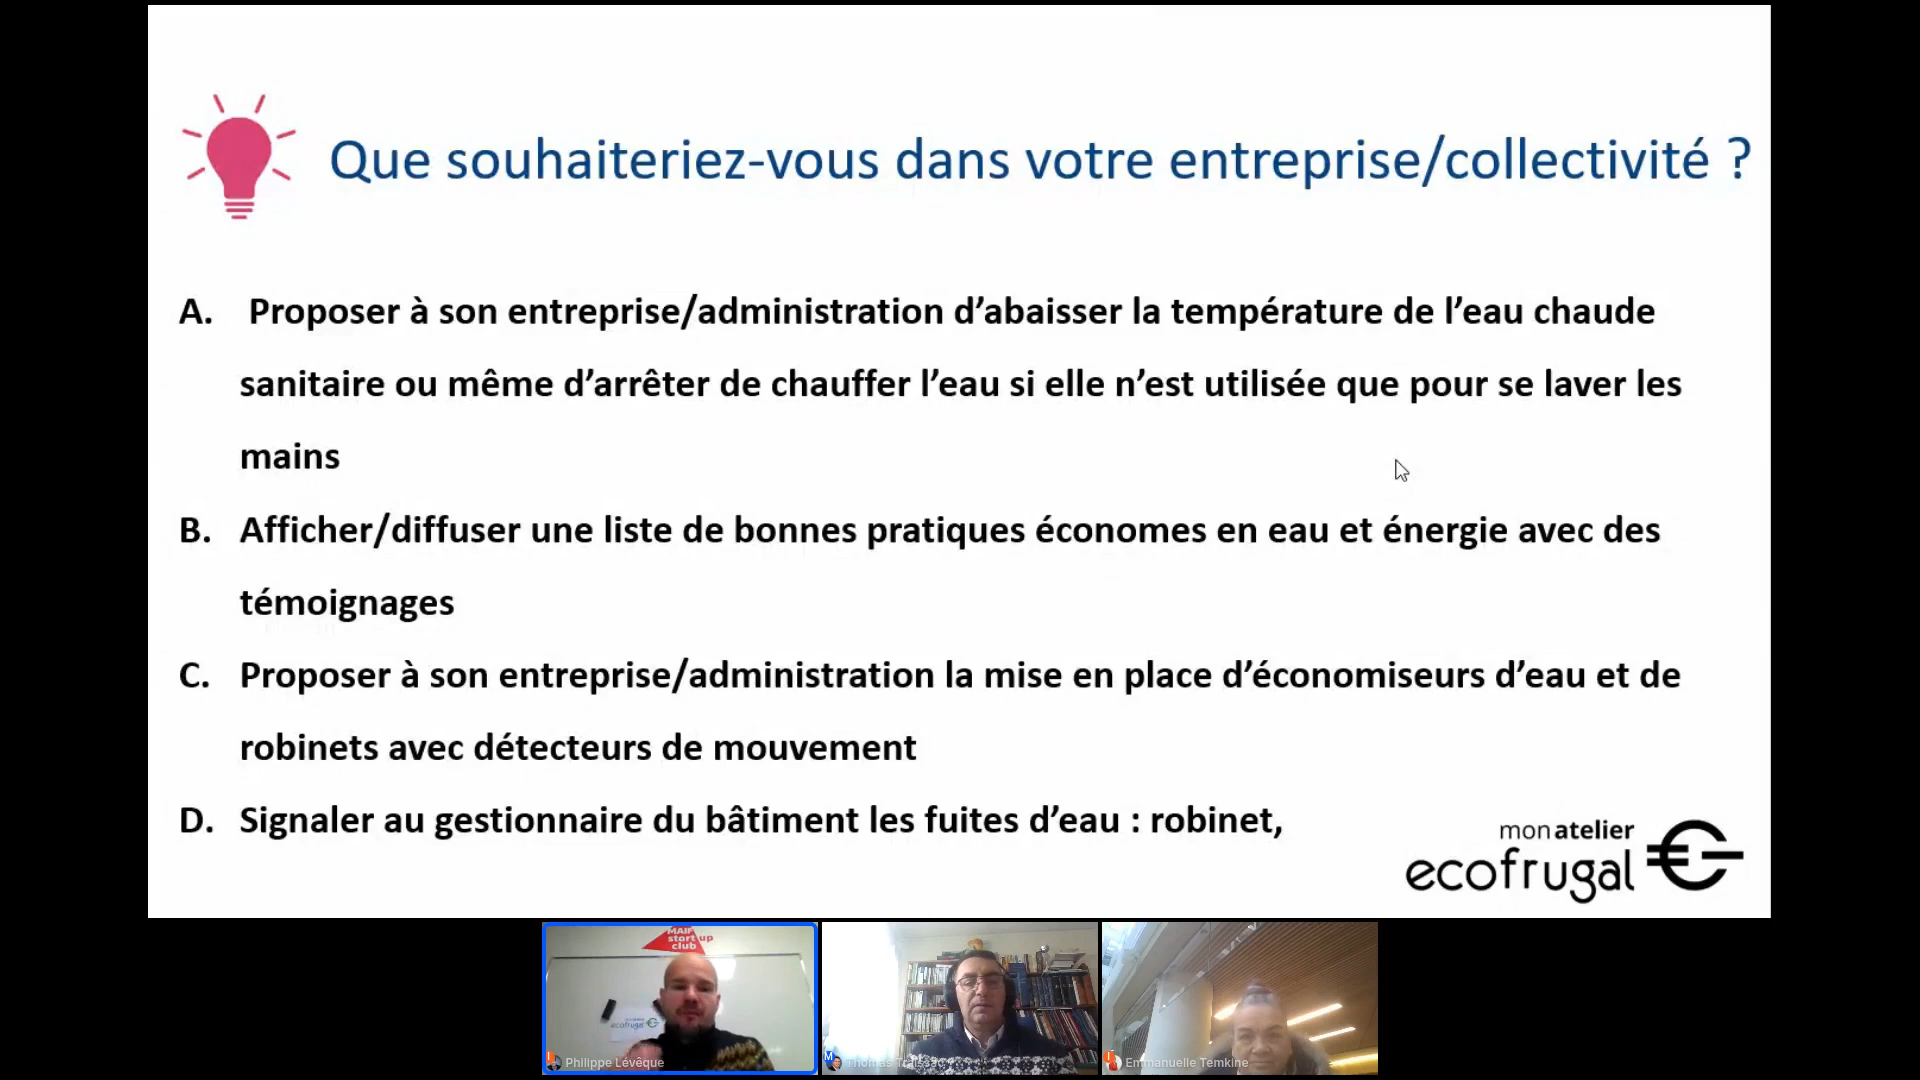 Que souhaiteriez-vous dans votre entreprise/collectivité ?
A. Proposer à son entreprise/administration d’abaisser la température de l’eau chaude
sanitaire ou même d’arrêter de chauffer l’eau si elle n’est utilisée que pour se laver les
mains
B. Afficher/diffuser une liste de bonnes pratiques économes en eau et énergie avec des
témoignages
C. Proposer à son entreprise/administration la mise en place d’économiseurs d’eau et de
robinets avec détecteurs de mouvement
D. Signaler au gestionnaire du bâtiment les fuites d’eau : robinet,
mon atelier
ecofrugal
MAIF
start up
club
ecofrugal
Philippe Lévêque
Thomas
Emmanuelle Temkine